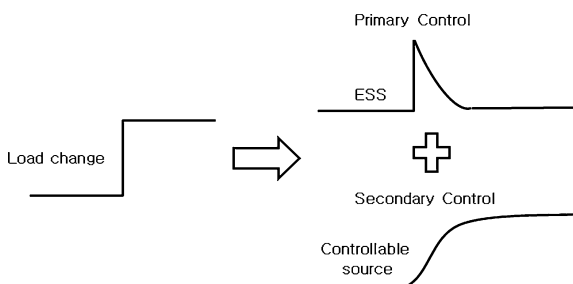 Primary Control
ESS
Load change
Secondary Control
Controllable
source